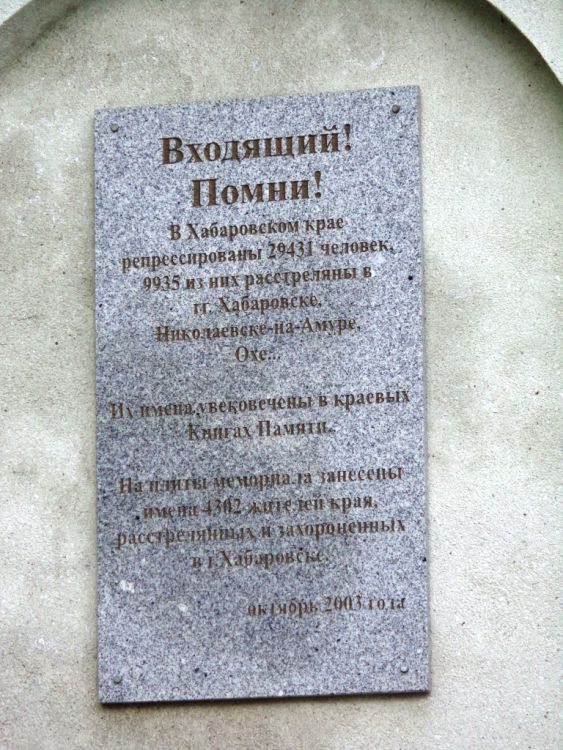 Входящий!
Помни!
В Хабаровском крае
репрессированы 29431 человек,
9935 из них расстреляны в
гг. Хабаровске,
Николаевске-на-Амуре,
Охе...
Их имена увековечены в краевых
Книгах Памяти.
На плиты мемориала занесены
имена 4302 жителей края,
расстрелянных и захороненных
в г.Хабаровске.
октябрь 2003 года